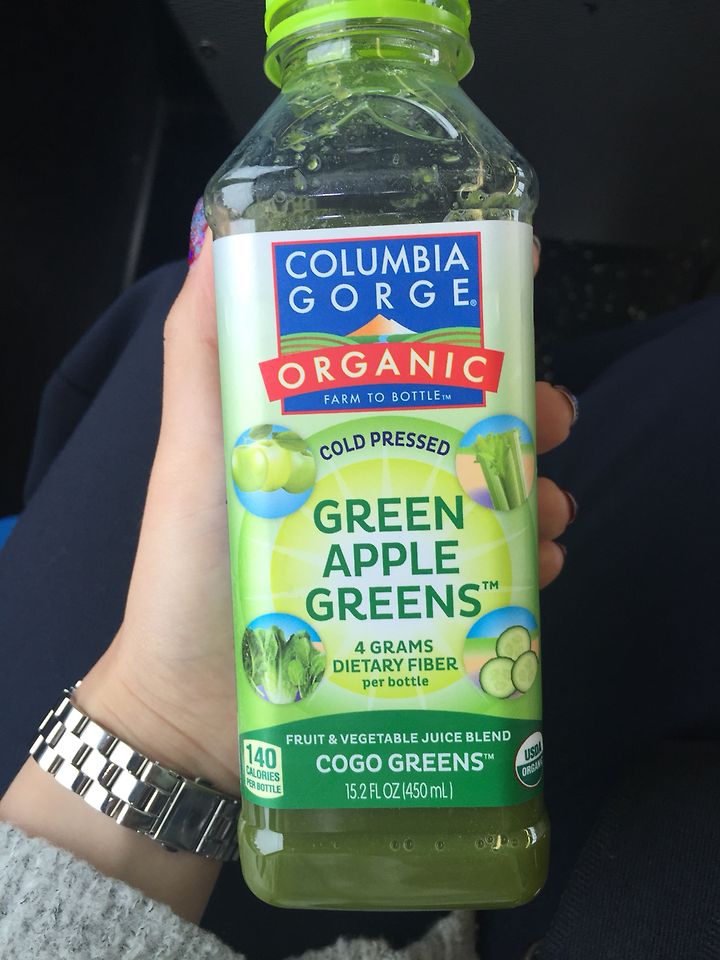 COLUMBIA
GORGE®
ORGANIC
FARM TO BOTTLE™
COLD PRESSED
GREEN
APPLE
GREENS™
4 GRAMS
DIETARY FIBER
per bottle
FRUIT & VEGETABLE JUICE BLEND
COGO GREENS™
15.2 FL OZ (450 mL)
140
CALORIES
PER BOTTLE
USDA
ORGANIC